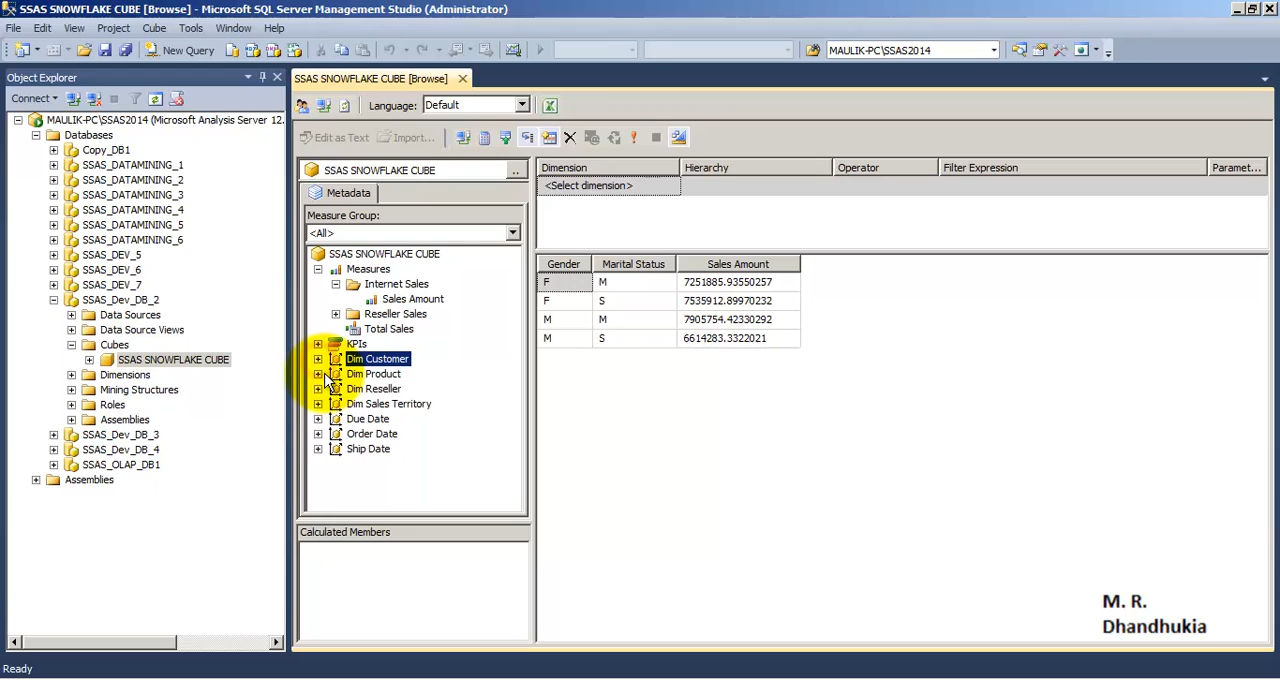 SSAS SNOWFLAKE CUBE [Browse] - Microsoft SQL Server Management Studio (Administrator)
File Edit View Project Cube Tools Window Help
New Query MAULIK-PC\SSAS2014
Object Explorer
Connect
MAULIK-PC\SSAS2014 (Microsoft Analysis Server 12.
Databases
Copy_DB1
SSAS_DATAMINING_1
SSAS_DATAMINING_2
SSAS_DATAMINING_3
SSAS_DATAMINING_4
SSAS_DATAMINING_5
SSAS_DATAMINING_6
SSAS_DEV_5
SSAS_DEV_6
SSAS_DEV_7
SSAS_Dev_DB_2
Data Sources
Data Source Views
Cubes
SSAS SNOWFLAKE CUBE
Dimensions
Mining Structures
Roles
Assemblies
SSAS_Dev_DB_3
SSAS_Dev_DB_4
SSAS_OLAP_DB1
Assemblies
SSAS SNOWFLAKE CUBE [Browse]
Language: Default
Edit as Text Import...
SSAS SNOWFLAKE CUBE ..
Metadata
Measure Group:
<All>
SSAS SNOWFLAKE CUBE
Measures
Internet Sales
Sales Amount
Reseller Sales
Total Sales
KPIs
Dim Customer
Dim Product
Dim Reseller
Dim Sales Territory
Due Date
Order Date
Ship Date
Calculated Members
Dimension Hierarchy Operator Filter Expression Paramet...
<Select dimension>
Gender Marital Status Sales Amount
F M 7251885.93550257
F S 7535912.89970232
M M 7905754.42330292
M S 6614283.3322021
M. R.
Dhandhukia
Ready